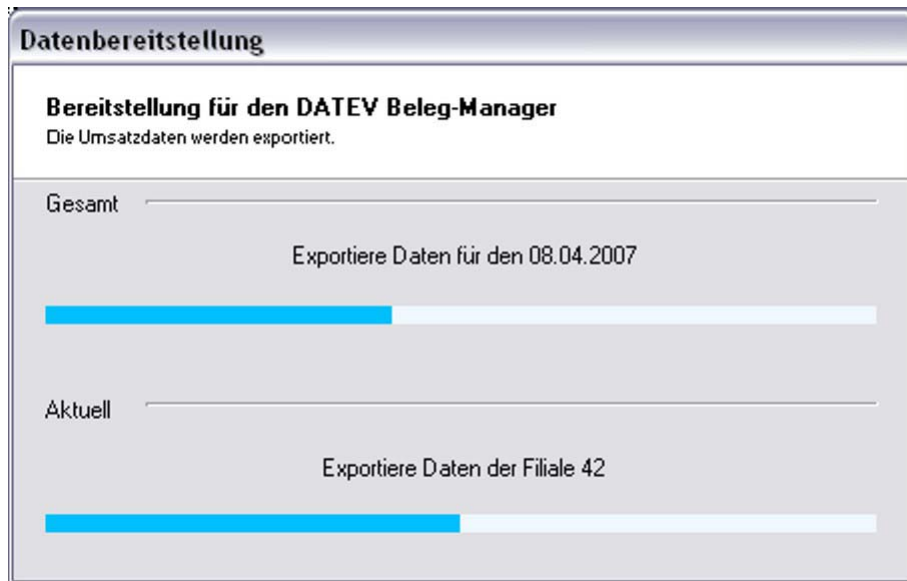 Datenbereitstellung
Bereitstellung für den DATEV Beleg-Manager
Die Umsatzdaten werden exportiert.
Gesamt
Exportiere Daten für den 08.04.2007
Aktuell
Exportiere Daten der Filiale 42